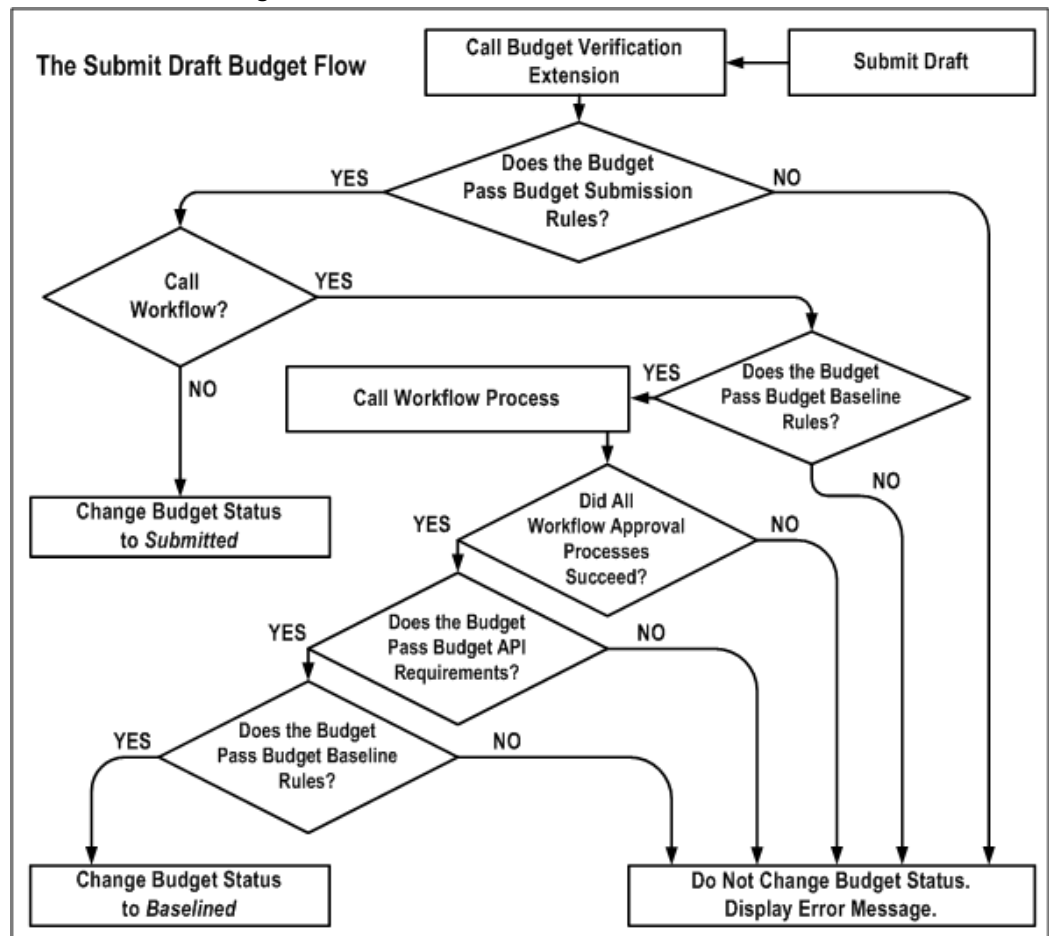 The Submit Draft Budget Flow
Call Budget Verification
Extension
Submit Draft
Does the Budget
Pass Budget Submission
Rules?
YES
NO
Call
Workflow?
YES
NO
Does the Budget
Pass Budget Baseline
Rules?
YES
NO
Call Workflow Process
Change Budget Status
to Submitted
Did All
Workflow Approval
Processes
Succeed?
YES
NO
Does the Budget
Pass Budget API
Requirements?
YES
NO
Does the Budget
Pass Budget Baseline
Rules?
YES
NO
Change Budget Status
to Baselined
Do Not Change Budget Status.
Display Error Message.